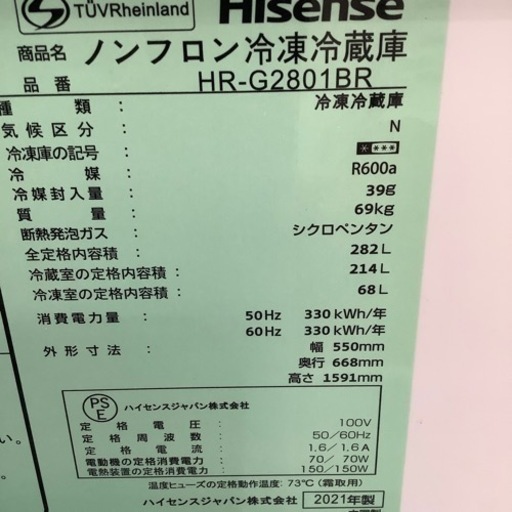 TÜVRheinland
Hisense
商品名 ノンフロン冷凍冷蔵庫
品番 HR-G2801BR
種類 : 冷凍冷蔵庫
気候区分 : N
冷凍庫の記号 : ****
冷媒 : R600a
冷媒封入量 : 39g
質量 : 69kg
断熱発泡ガス : シクロペンタン
全定格内容積 : 282L
冷蔵室の定格内容積 : 214L
冷凍室の定格内容積 : 68L
消費電力量 : 50Hz 330kWh/年
60Hz 330kWh/年
外形寸法 : 幅 550mm
奥行 668mm
高さ 1591mm
PS
E
ハイセンスジャパン株式会社
定格電圧: 100V
定格周波数: 50/60Hz
定格電流: 1.6/1.6A
電動機の定格消費電力: 70/ 70W
電熱装置の定格消費電力: 150/150W
温度ヒューズの定格動作温度: 73℃(霜取用)
ハイセンスジャパン株式会社 2021年製
い。
。